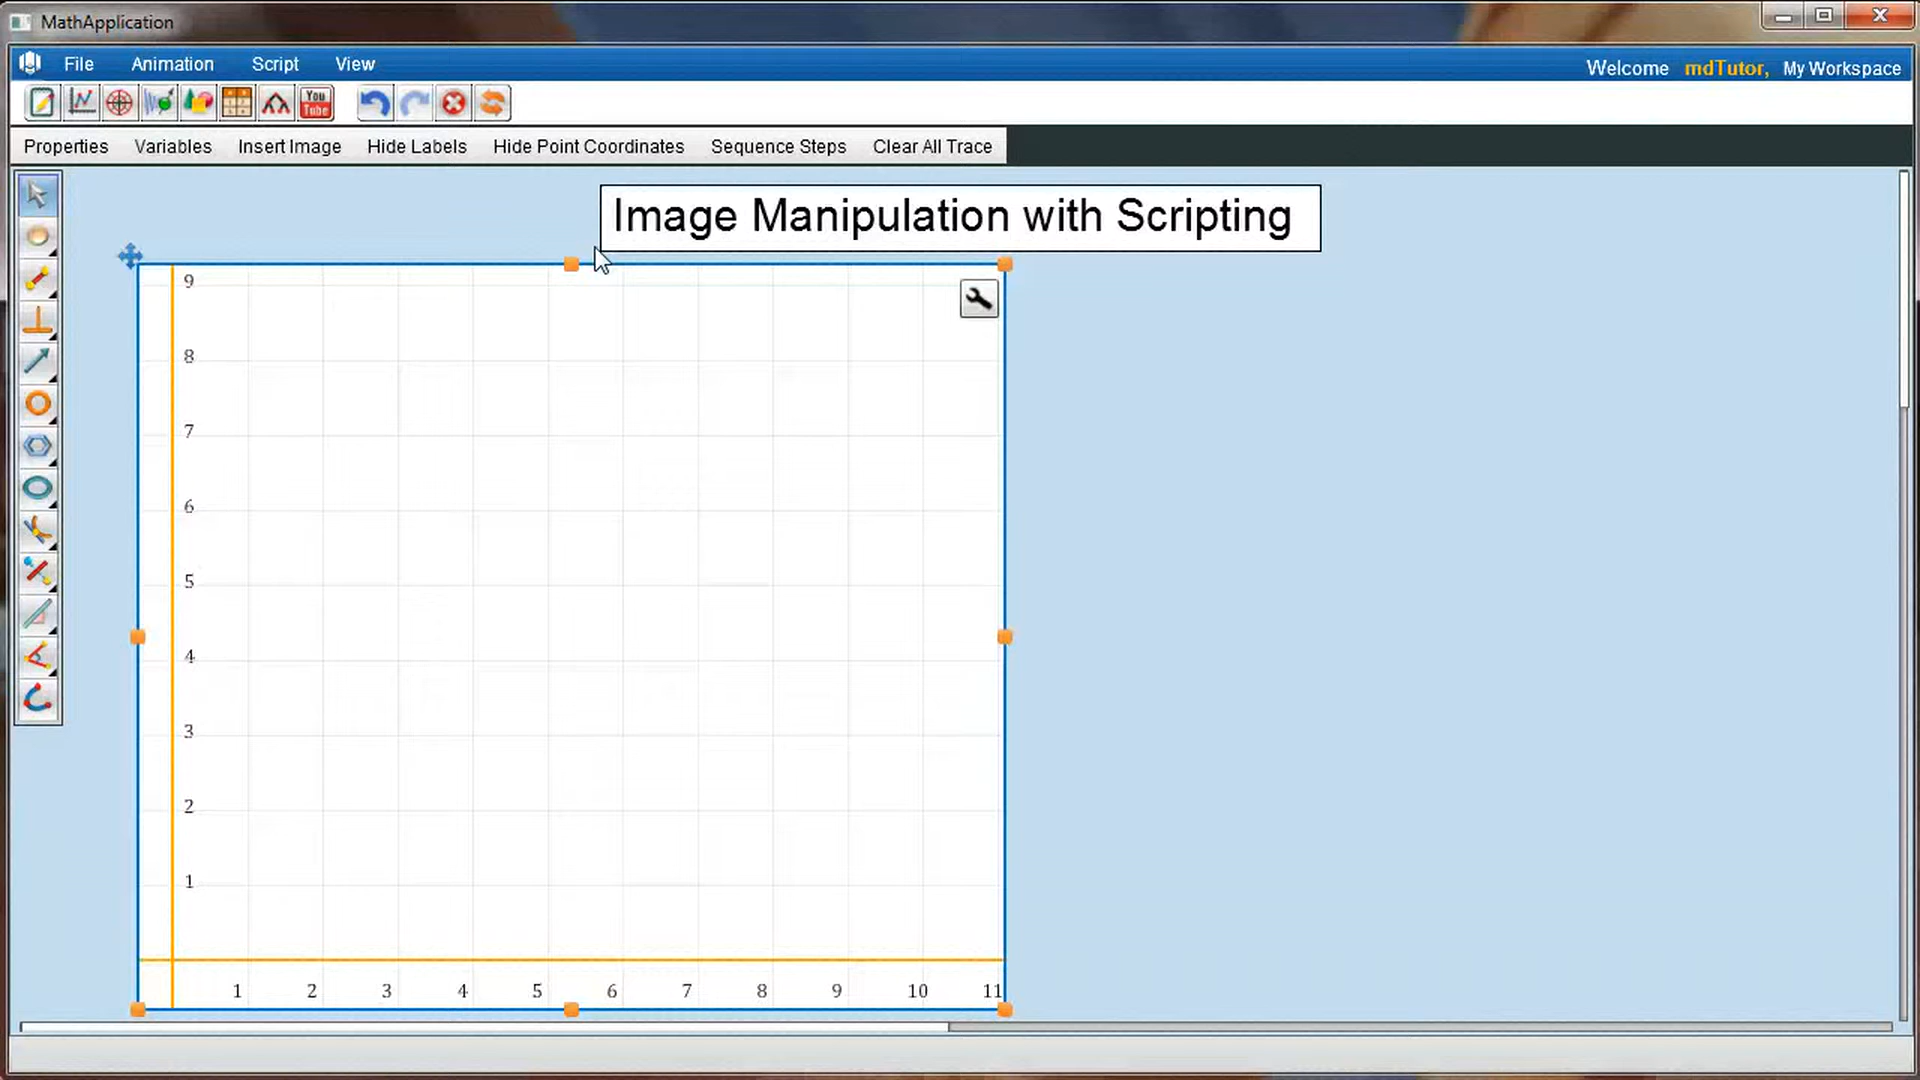 MathApplication
File Animation Script View
Welcome mdTutor, My Workspace
You
Tube
Properties Variables Insert Image Hide Labels Hide Point Coordinates Sequence Steps Clear All Trace
Image Manipulation with Scripting
9
8
7
6
5
4
3
2
1
1 2 3 4 5 6 7 8 9 10 11